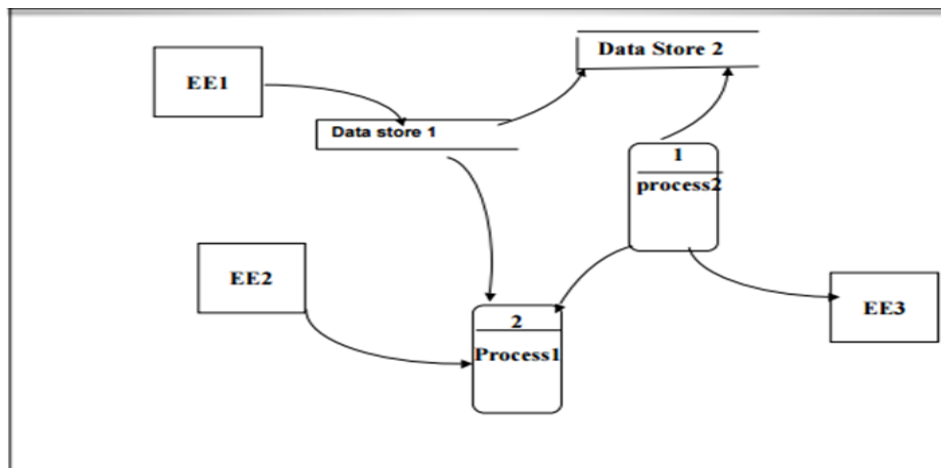 Data Store 2
EE1
Data store 1
1
process2
EE2
EE3
2
Process1